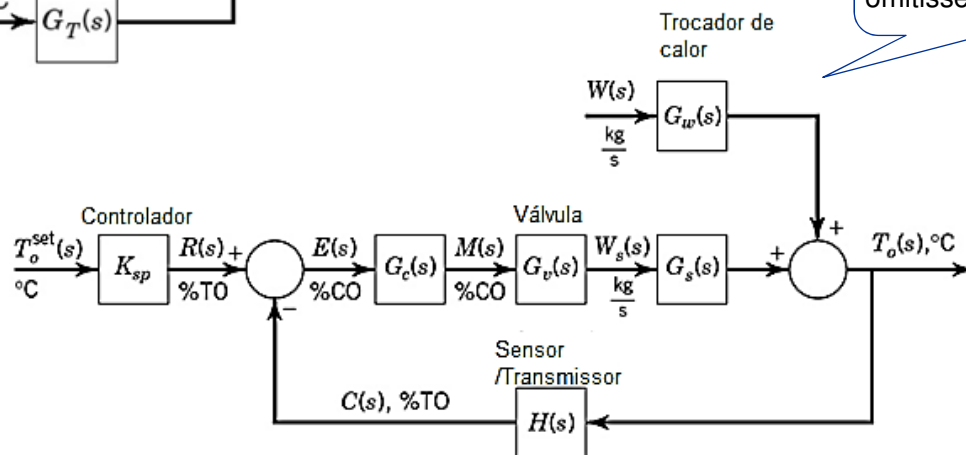 G_T(s)
Trocador de
calor
W(s)
kg
s
G_w(s)
Controlador
Válvula
T_o^set(s)
°C
K_sp
R(s)
%TO
+
−
E(s)
%CO
G_c(s)
M(s)
%CO
G_v(s)
W_s(s)
kg
s
G_s(s)
+
+
T_o(s),°C
Sensor
/Transmissor
C(s), %TO
H(s)